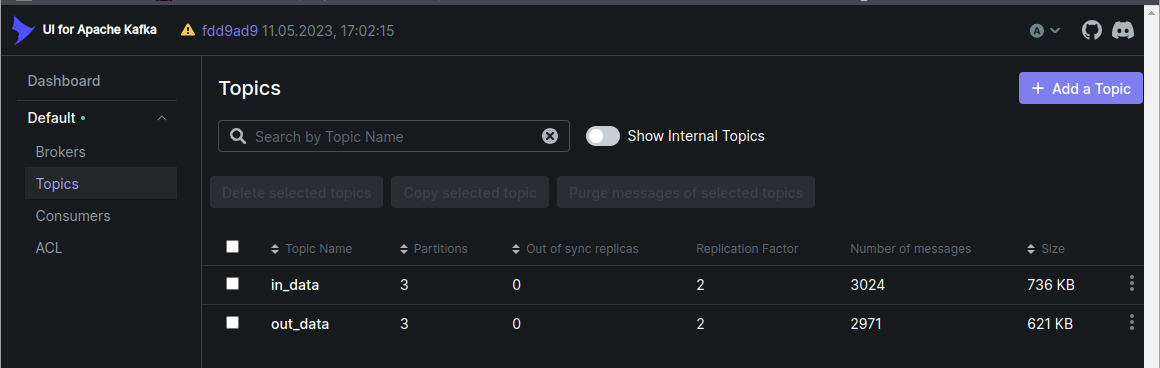 UI for Apache Kafka fdd9ad9 11.05.2023, 17:02:15 A
Dashboard
Default
Brokers
Topics
Consumers
ACL
Topics
Add a Topic
Search by Topic Name Show Internal Topics
Delete selected topics Copy selected topic Purge messages of selected topics
Topic Name Partitions Out of sync replicas Replication Factor Number of messages Size
in_data 3 0 2 3024 736 KB
out_data 3 0 2 2971 621 KB